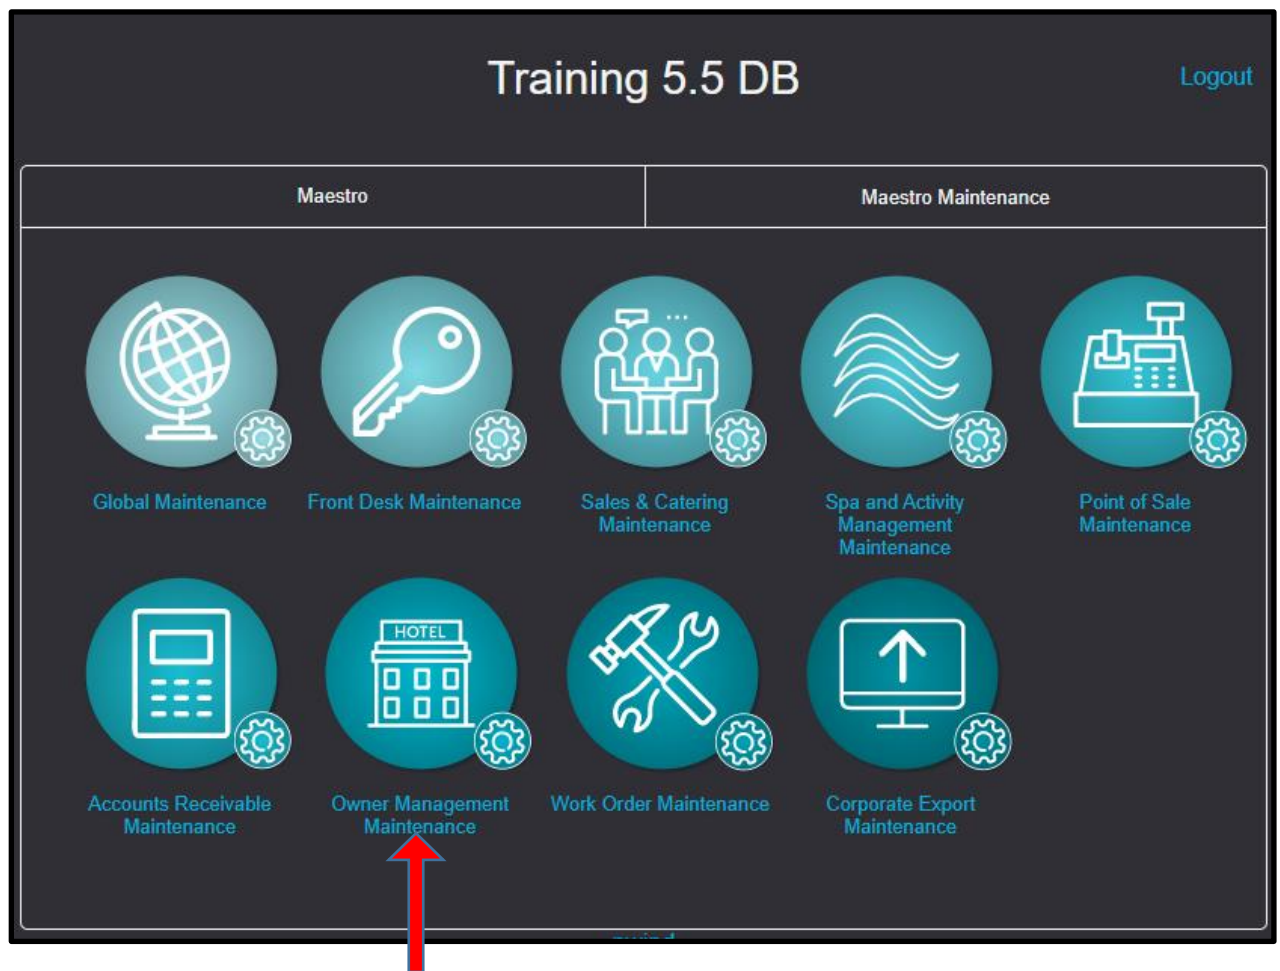 Training 5.5 DB
Logout
Maestro
Maestro Maintenance
Global Maintenance
Front Desk Maintenance
Sales & Catering
Maintenance
Spa and Activity
Management
Maintenance
Point of Sale
Maintenance
HOTEL
Accounts Receivable
Maintenance
Owner Management
Maintenance
Work Order Maintenance
Corporate Export
Maintenance